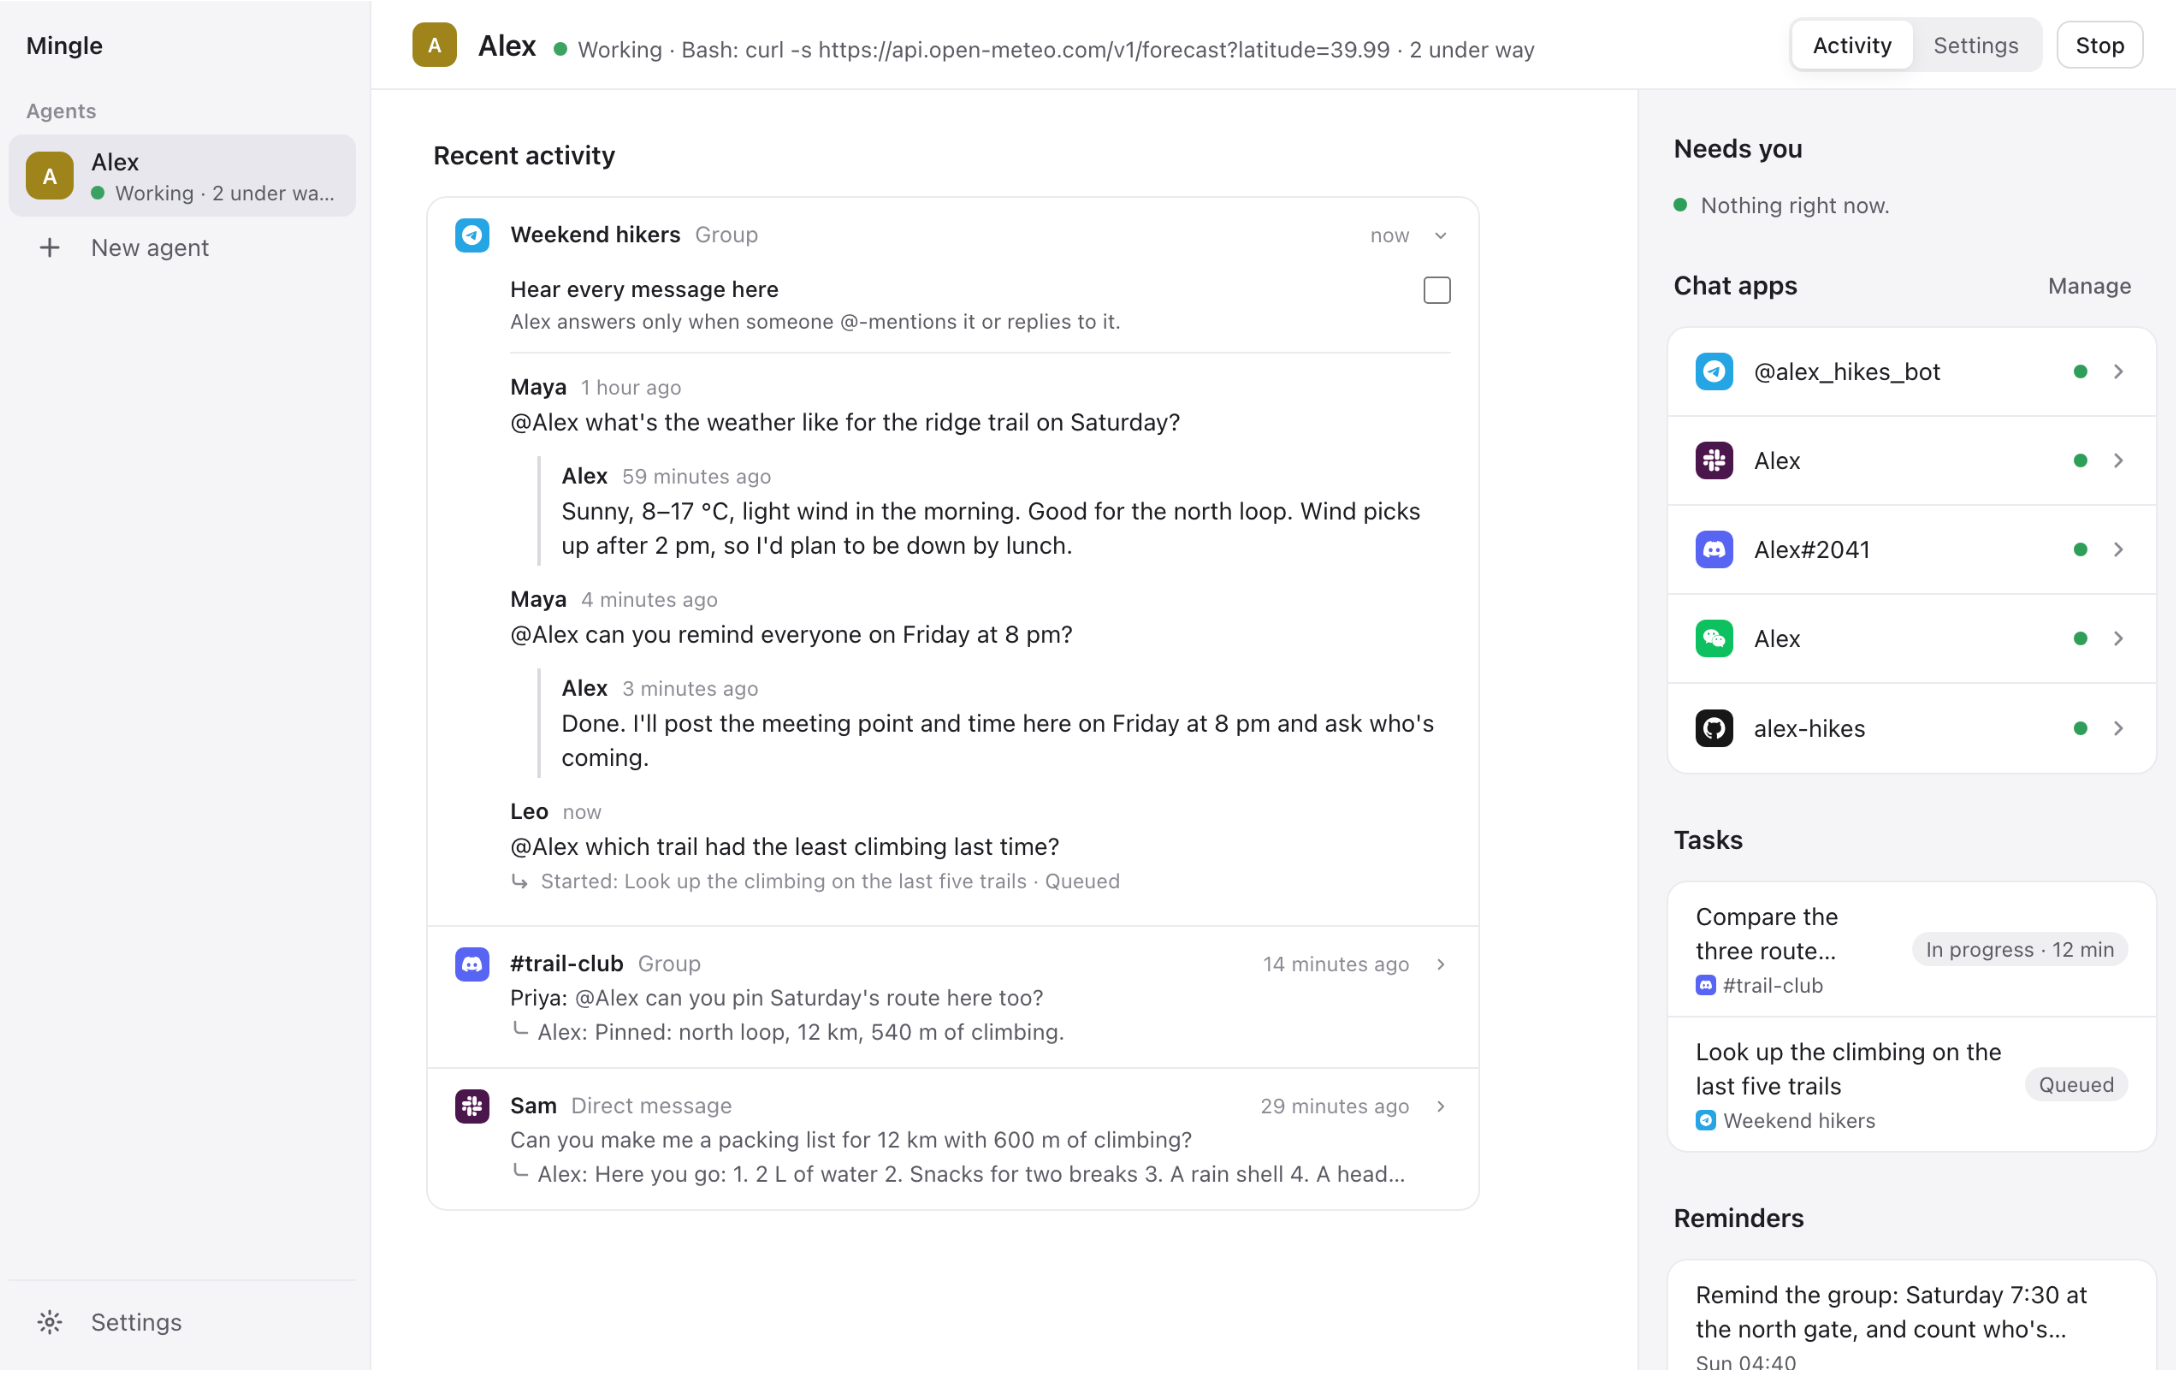 Mingle
Agents
A
Alex
Working · 2 under wa...
New agent
Settings
A
Alex
Working · Bash: curl -s https://api.open-meteo.com/v1/forecast?latitude=39.99 · 2 under way
Activity
Settings
Stop
Recent activity
Weekend hikers Group
now
Hear every message here
Alex answers only when someone @-mentions it or replies to it.
Maya 1 hour ago
@Alex what's the weather like for the ridge trail on Saturday?
Alex 59 minutes ago
Sunny, 8–17 °C, light wind in the morning. Good for the north loop. Wind picks
up after 2 pm, so I'd plan to be down by lunch.
Maya 4 minutes ago
@Alex can you remind everyone on Friday at 8 pm?
Alex 3 minutes ago
Done. I'll post the meeting point and time here on Friday at 8 pm and ask who's
coming.
Leo now
@Alex which trail had the least climbing last time?
Started: Look up the climbing on the last five trails · Queued
#trail-club Group
14 minutes ago
Priya: @Alex can you pin Saturday's route here too?
Alex: Pinned: north loop, 12 km, 540 m of climbing.
Sam Direct message
29 minutes ago
Can you make me a packing list for 12 km with 600 m of climbing?
Alex: Here you go: 1. 2 L of water 2. Snacks for two breaks 3. A rain shell 4. A head...
Needs you
Nothing right now.
Chat apps
Manage
@alex_hikes_bot
Alex
Alex#2041
Alex
alex-hikes
Tasks
Compare the
three route...
In progress · 12 min
#trail-club
Look up the climbing on the
last five trails
Queued
Weekend hikers
Reminders
Remind the group: Saturday 7:30 at
the north gate, and count who's...
Sun 04:40